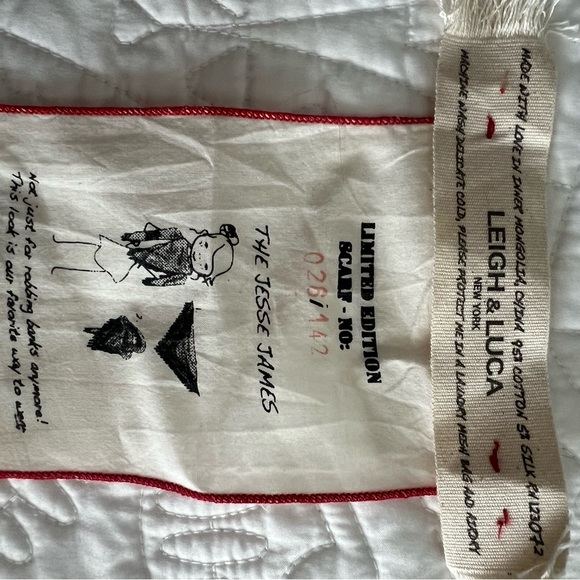 MADE WITH LOVE IN INNER MONGOLIA, CHINA 95% COTTON 5% SILK RN 123072
LEIGH & LUCA
NEW YORK
MACHINE WASH DELICATE COLD, PLEASE PROTECT ME IN A LAUNDRY MESH BAG AND
LIMITED EDITION
SCARF - NO:
026/142
THE JESSE JAMES
Not just for robbing banks anymore!
This look is our favorite way to wear